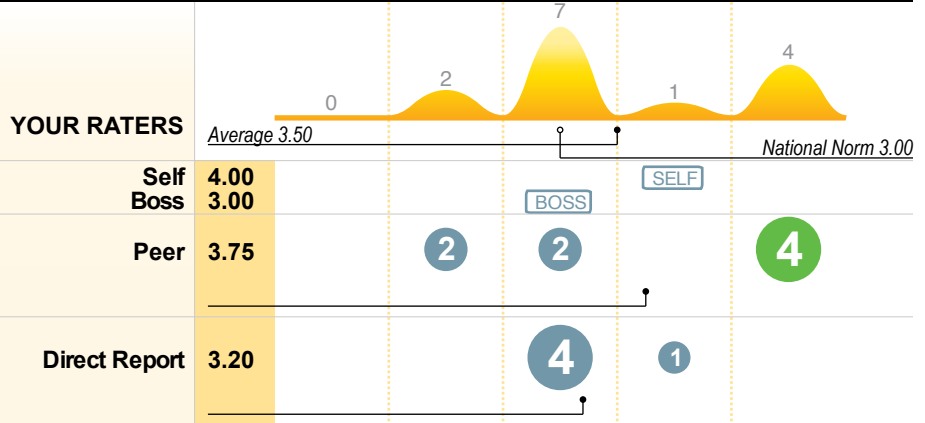 7
4
2
1
0
YOUR RATERS
Average 3.50
National Norm 3.00
Self 4.00 SELF
Boss 3.00 BOSS
Peer 3.75 2 2 4
Direct Report 3.20 4 1